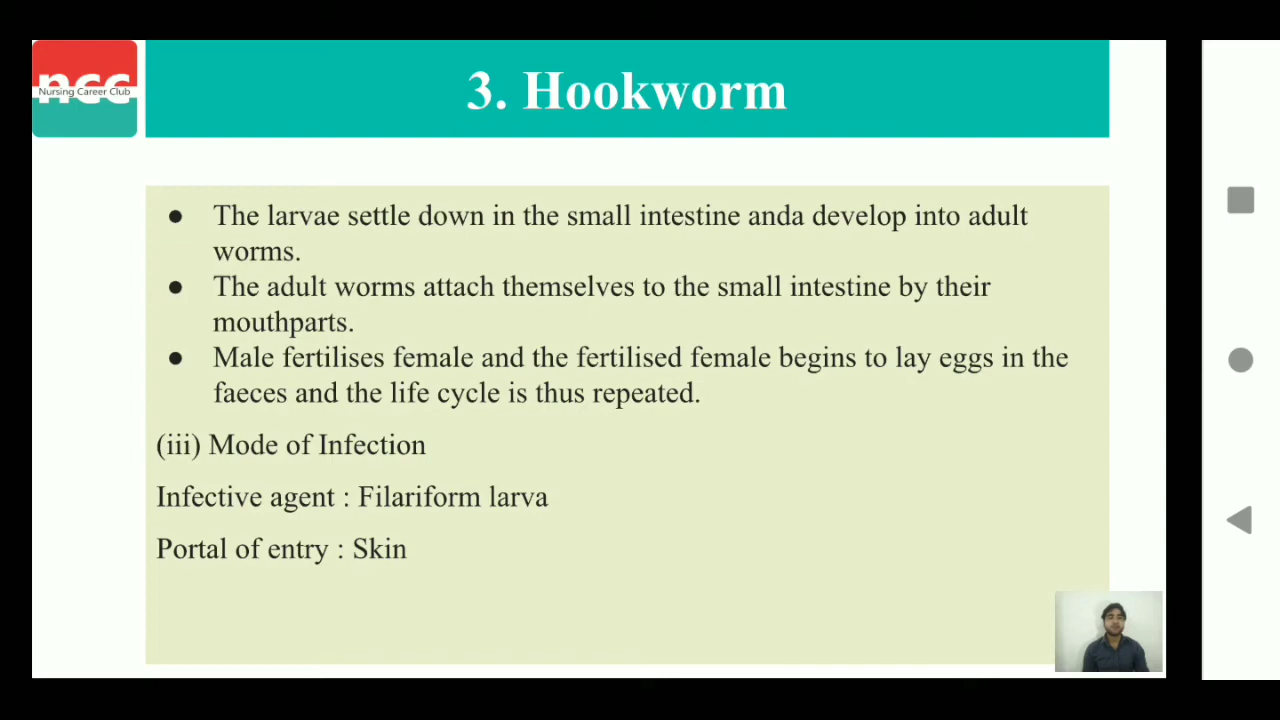 ncc
Nursing Career Club
3. Hookworm
● The larvae settle down in the small intestine anda develop into adult
worms.
● The adult worms attach themselves to the small intestine by their
mouthparts.
● Male fertilises female and the fertilised female begins to lay eggs in the
faeces and the life cycle is thus repeated.
(iii) Mode of Infection
Infective agent : Filariform larva
Portal of entry : Skin